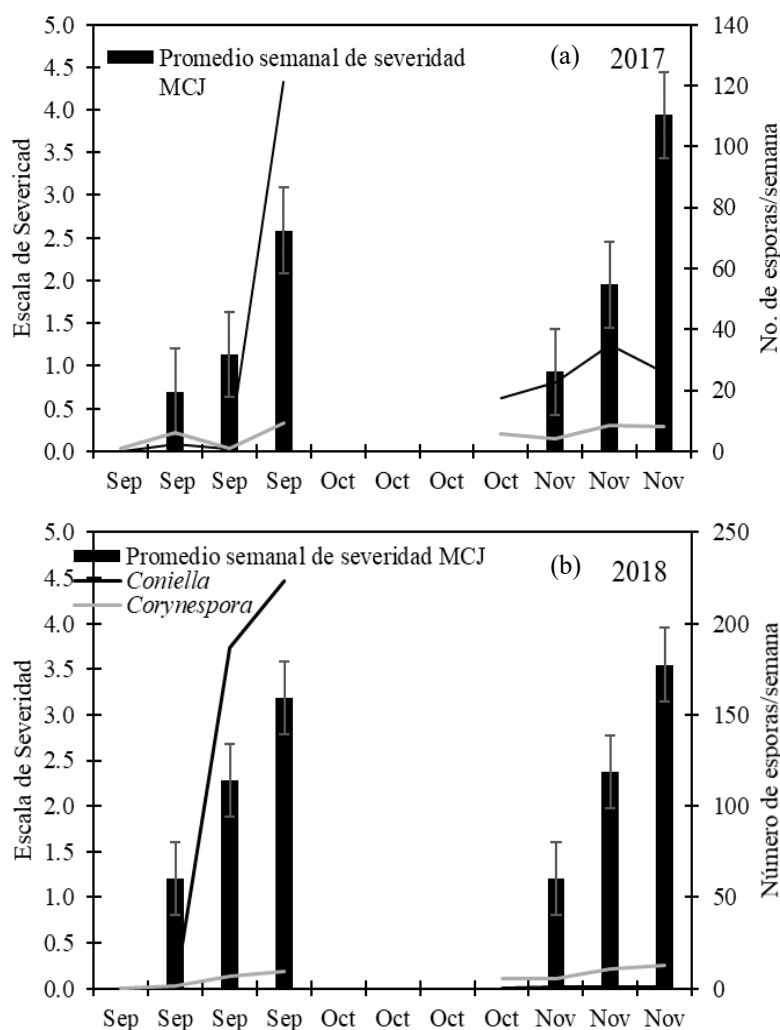 (a)
2017
Promedio semanal de severidad
MCJ
Escala de Severicad
5.0
4.5
4.0
3.5
3.0
2.5
2.0
1.5
1.0
0.5
0.0
140
120
100
80
60
40
20
0
No. de esporas/semana
Sep Sep Sep Sep Oct Oct Oct Oct Nov Nov Nov
(b)
2018
Promedio semanal de severidad MCJ
Coniella
Corynespora
Escala de Severidad
5.0
4.5
4.0
3.5
3.0
2.5
2.0
1.5
1.0
0.5
0.0
250
200
150
100
50
0
Número de esporas/semana
Sep Sep Sep Sep Oct Oct Oct Oct Nov Nov Nov